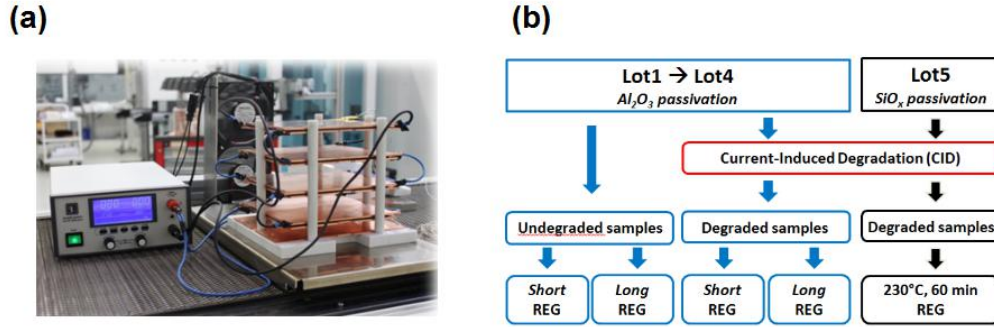 (a)
(b)
Lot1 → Lot4
Al₂O₃ passivation
Lot5
SiOₓ passivation
Current-Induced Degradation (CID)
Undegraded samples
Degraded samples
Degraded samples
Short
REG
Long
REG
Short
REG
Long
REG
230°C, 60 min
REG